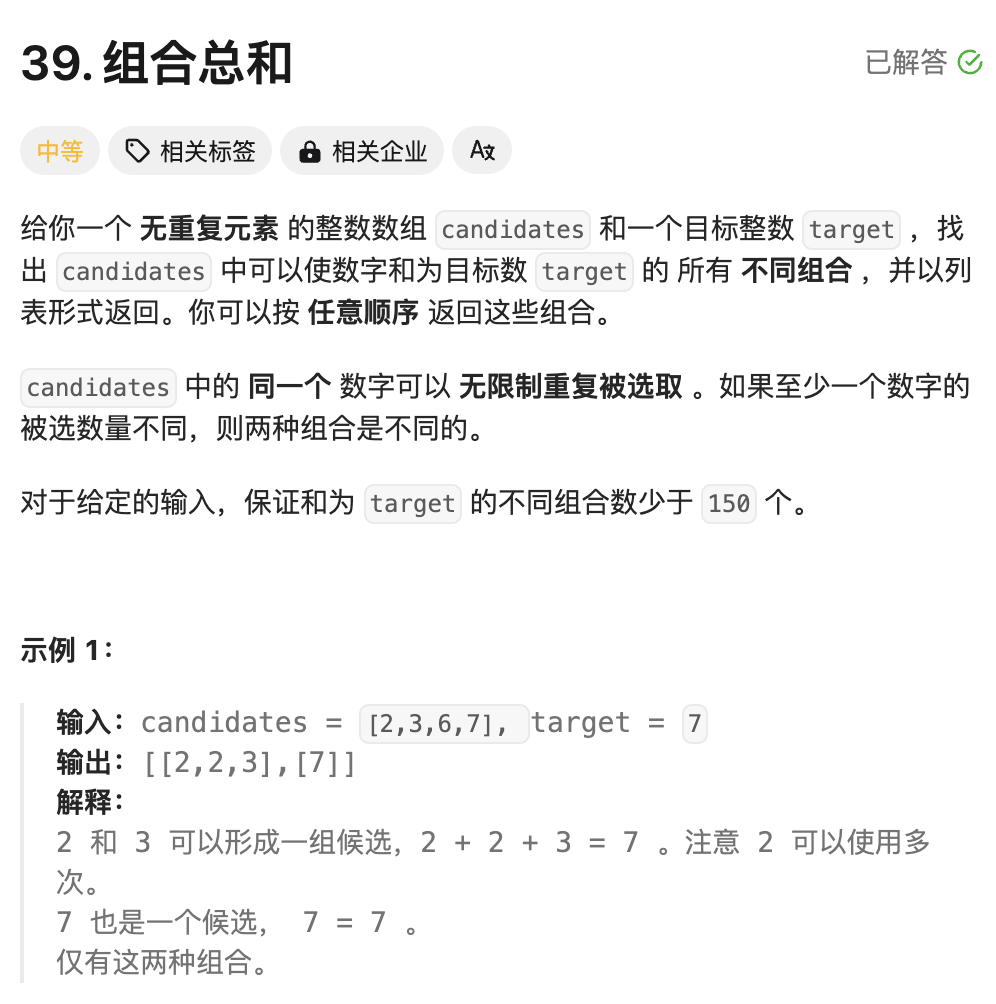 39. 组合总和
已解答
中等 相关标签 相关企业 Az
给你一个 无重复元素 的整数数组 candidates 和一个目标整数 target ，找
出 candidates 中可以使数字和为目标数 target 的 所有 不同组合 ，并以列
表形式返回。你可以按 任意顺序 返回这些组合。
candidates 中的 同一个 数字可以 无限制重复被选取 。如果至少一个数字的
被选数量不同，则两种组合是不同的。
对于给定的输入，保证和为 target 的不同组合数少于 150 个。
示例 1：
输入：candidates = [2,3,6,7], target = 7
输出：[[2,2,3],[7]]
解释：
2 和 3 可以形成一组候选，2 + 2 + 3 = 7 。注意 2 可以使用多
次。
7 也是一个候选， 7 = 7 。
仅有这两种组合。